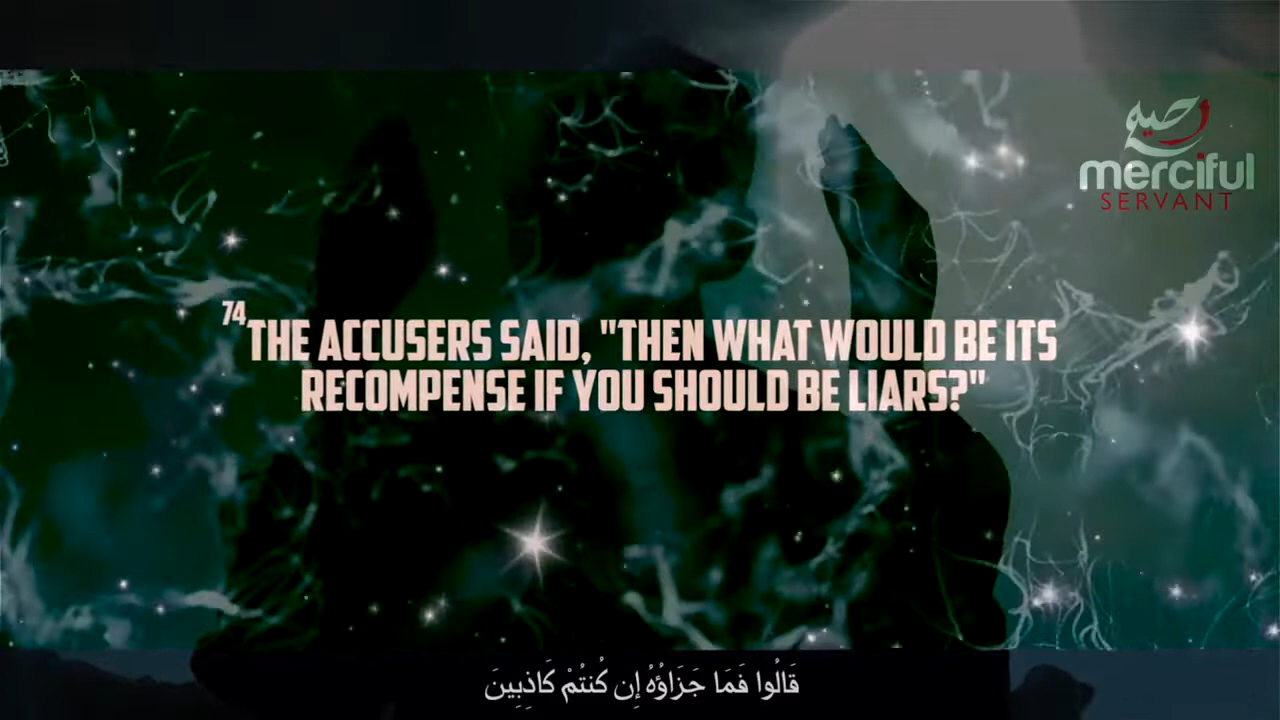 رحيم
merciful
SERVANT
74 THE ACCUSERS SAID, "THEN WHAT WOULD BE ITS
RECOMPENSE IF YOU SHOULD BE LIARS?"
قَالُوا فَمَا جَزَاؤُهُ إِن كُنتُمْ كَاذِبِينَ